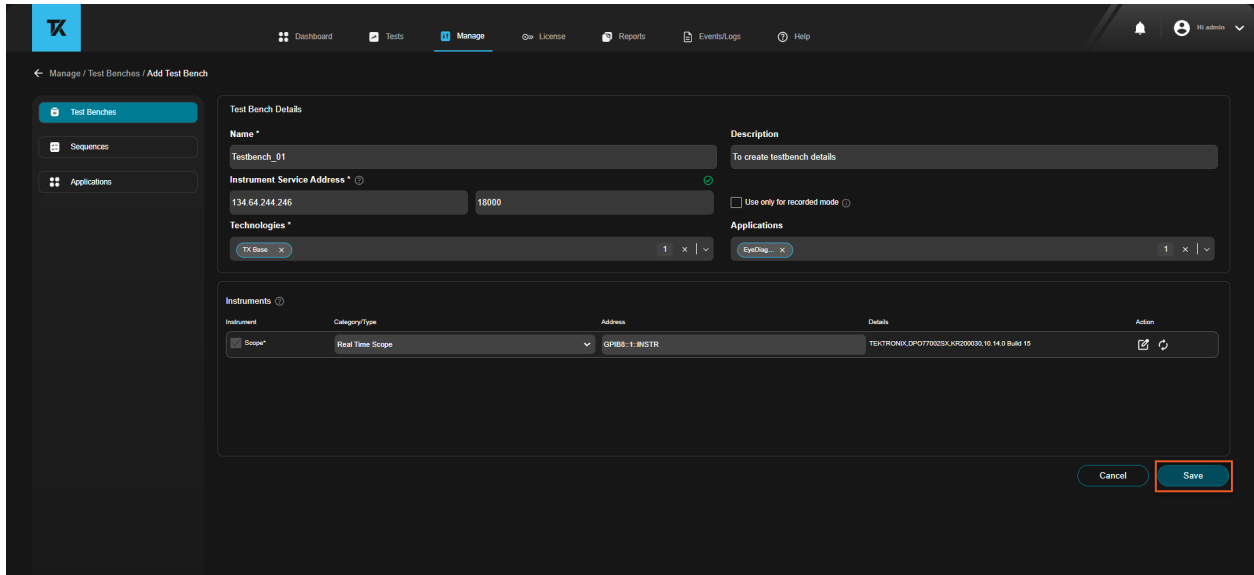 TK
Dashboard Tests Manage License Reports Events/Logs Help Hi admin
Manage / Test Benches / Add Test Bench
Test Benches
Sequences
Applications
Test Bench Details
Name * Description
Testbench_01 To create testbench details
Instrument Service Address *
134.64.244.246 18000 Use only for recorded mode
Technologies * Applications
TX Base 1 EyeDiag... 1
Instruments
Instrument Category/Type Address Details Action
Scope* Real Time Scope GPIB8::1::INSTR TEKTRONIX,DPO77002SX,KR200030,10.14.0 Build 15
Cancel Save